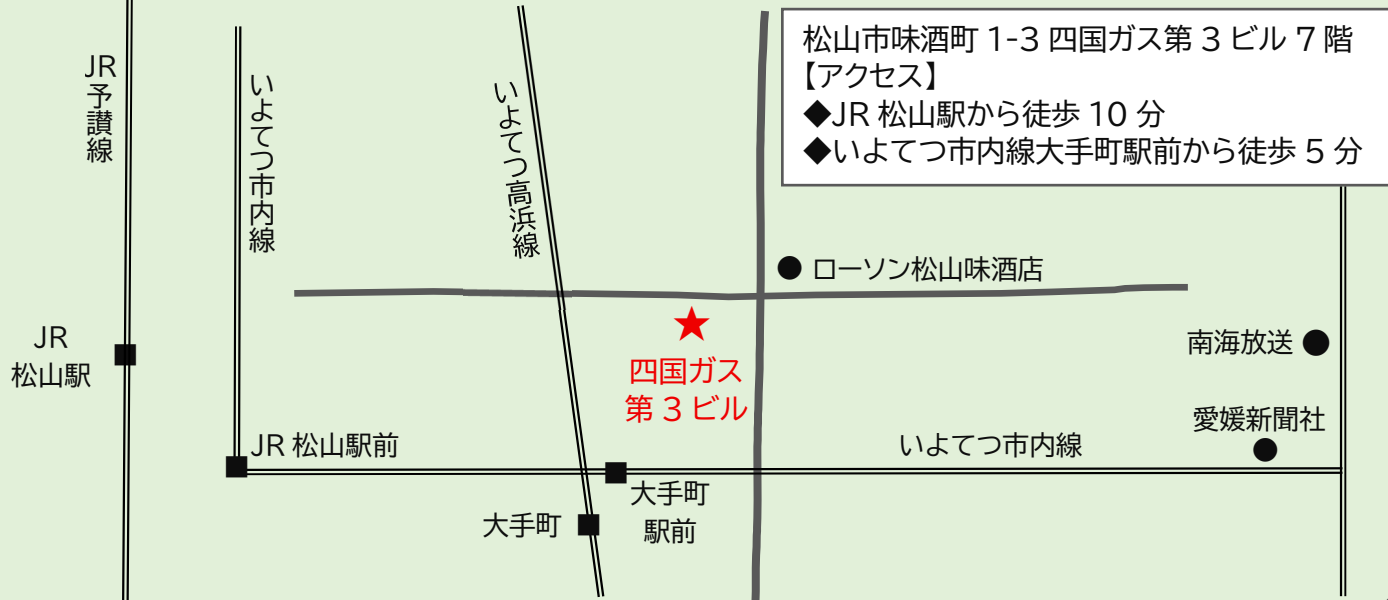 松山市味酒町 1-3 四国ガス第 3 ビル 7 階
【アクセス】
◆JR 松山駅から徒歩 10 分
◆いよてつ市内線大手町駅前から徒歩 5 分
JR
予讃線
いよてつ市内線
いよてつ高浜線
ローソン松山味酒店
JR
松山駅
四国ガス
第 3 ビル
南海放送
愛媛新聞社
JR 松山駅前
いよてつ市内線
大手町
大手町
駅前